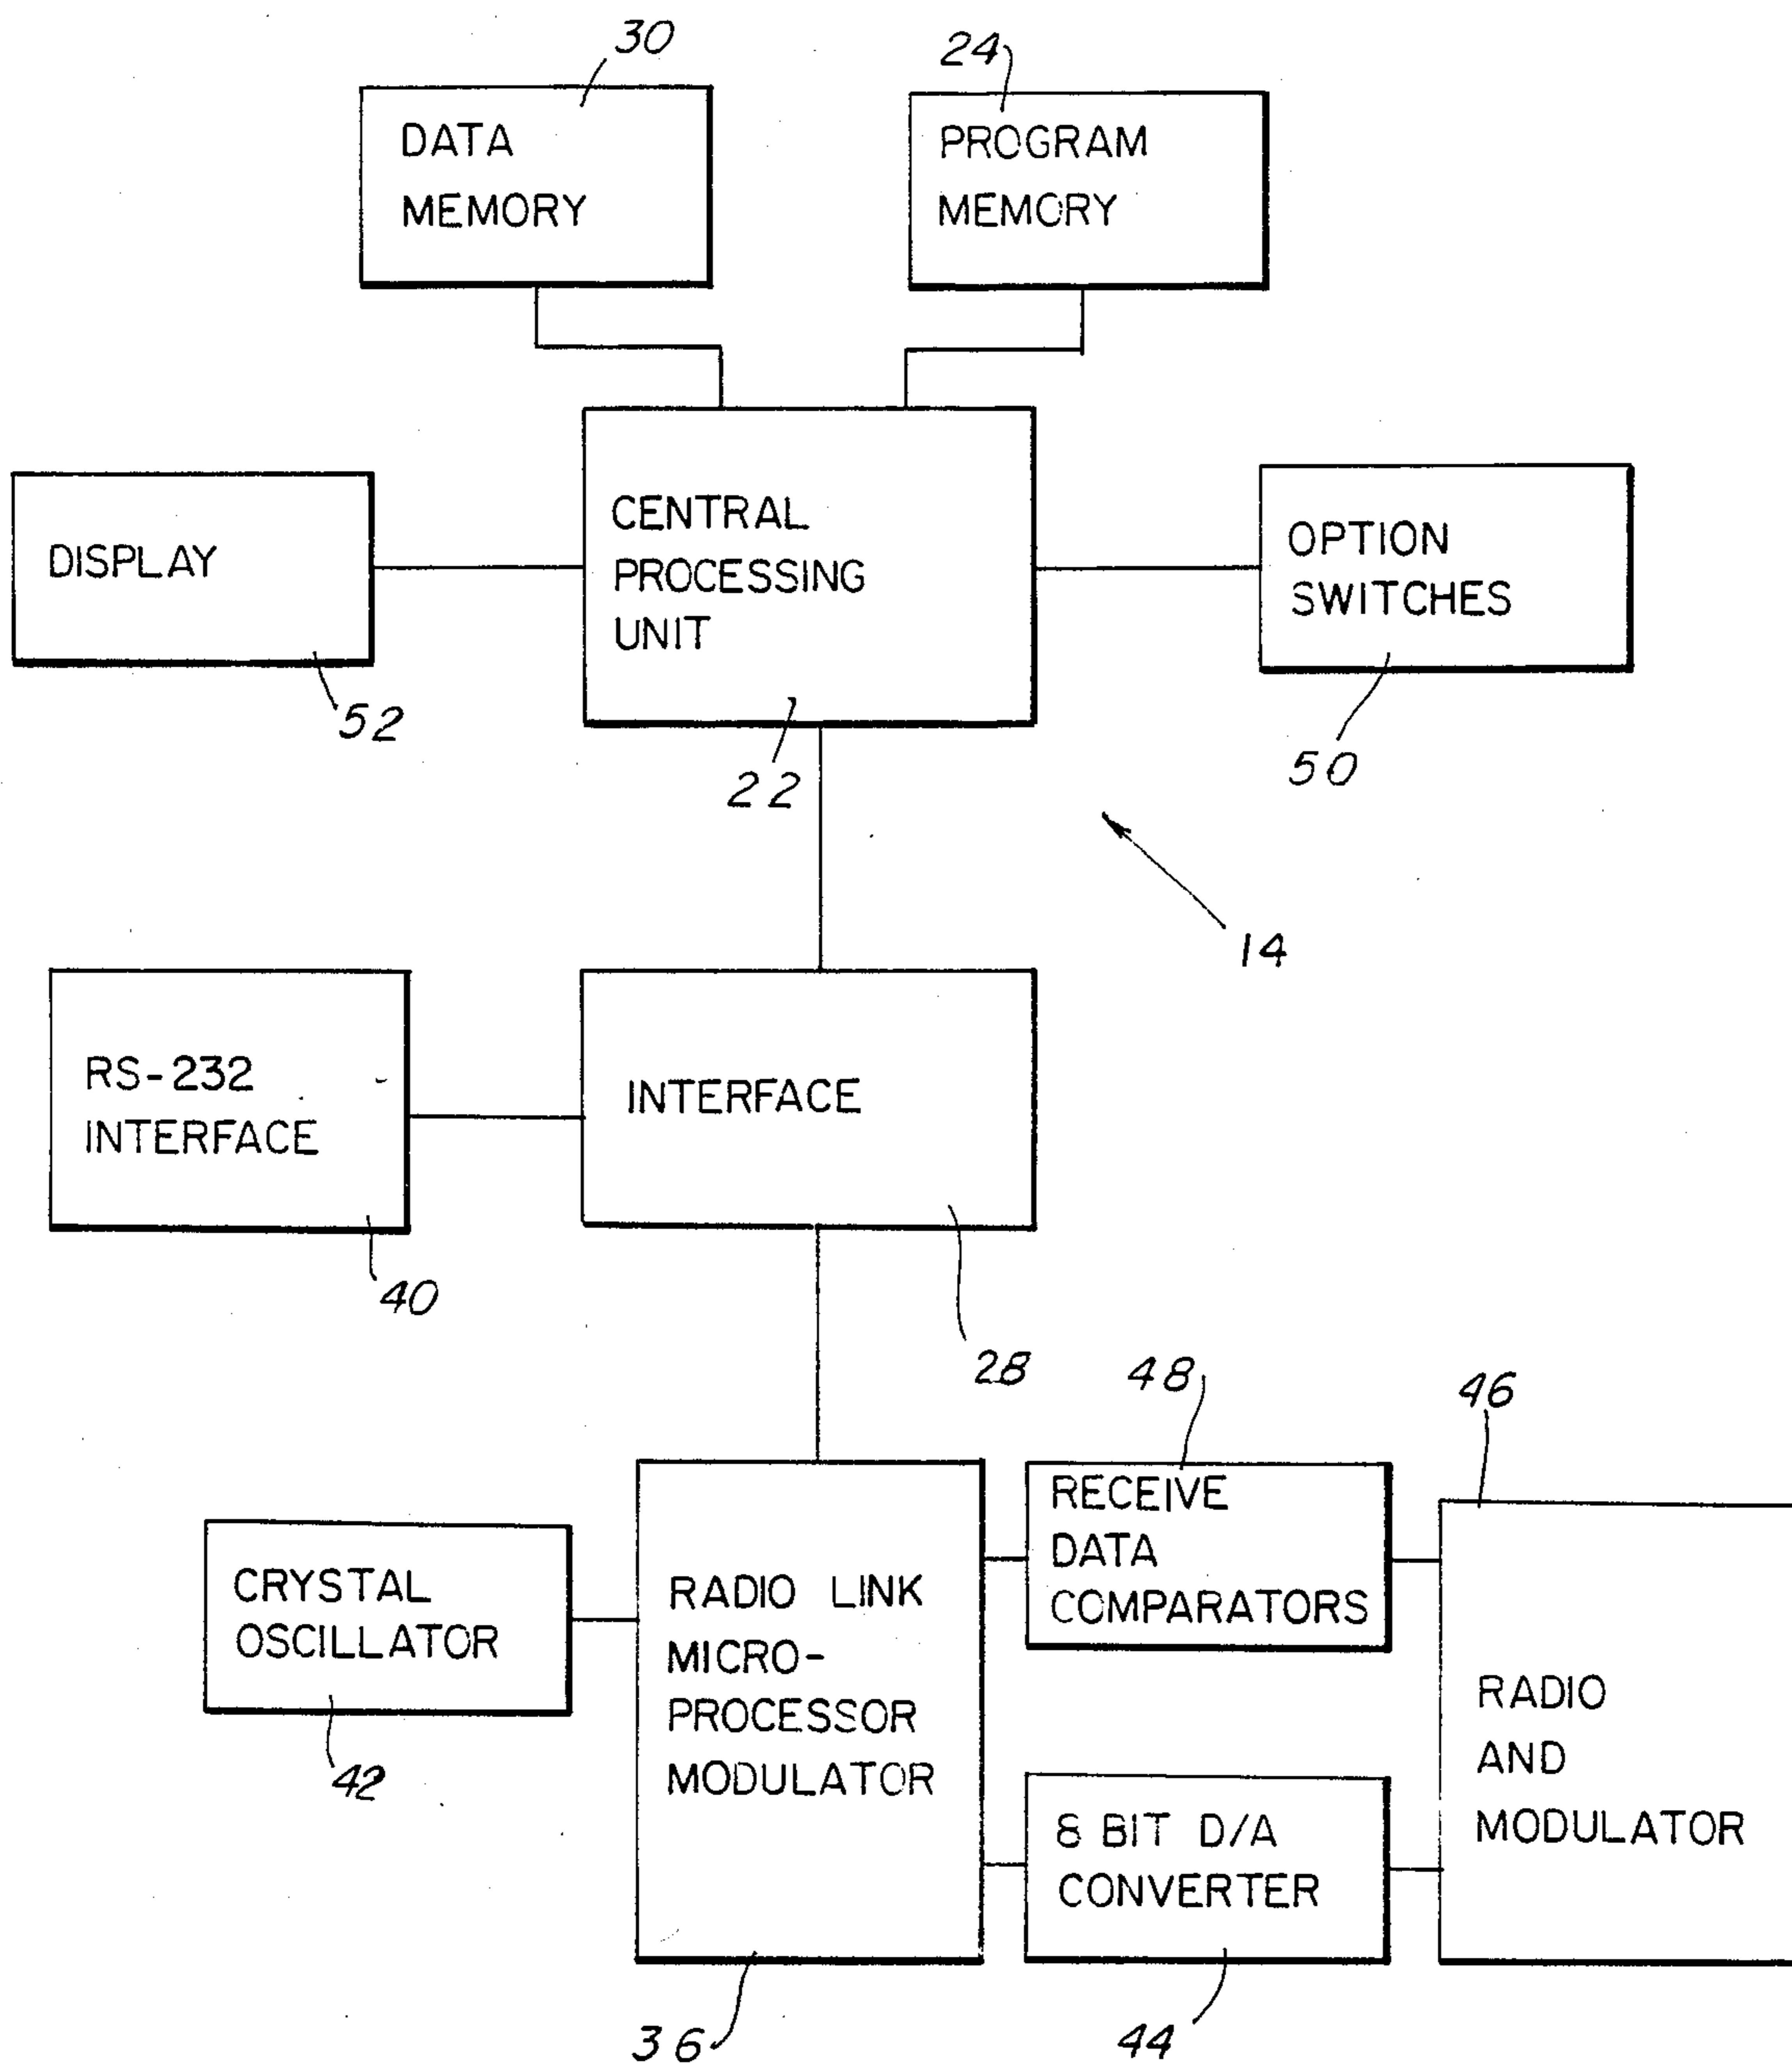 30
24
DATA
MEMORY
PROGRAM
MEMORY
DISPLAY
52
CENTRAL
PROCESSING
UNIT
22
OPTION
SWITCHES
50
14
RS-232
INTERFACE
40
INTERFACE
28
48
46
CRYSTAL
OSCILLATOR
42
RADIO LINK
MICRO-
PROCESSOR
MODULATOR
36
RECEIVE
DATA
COMPARATORS
8 BIT D/A
CONVERTER
44
RADIO
AND
MODULATOR